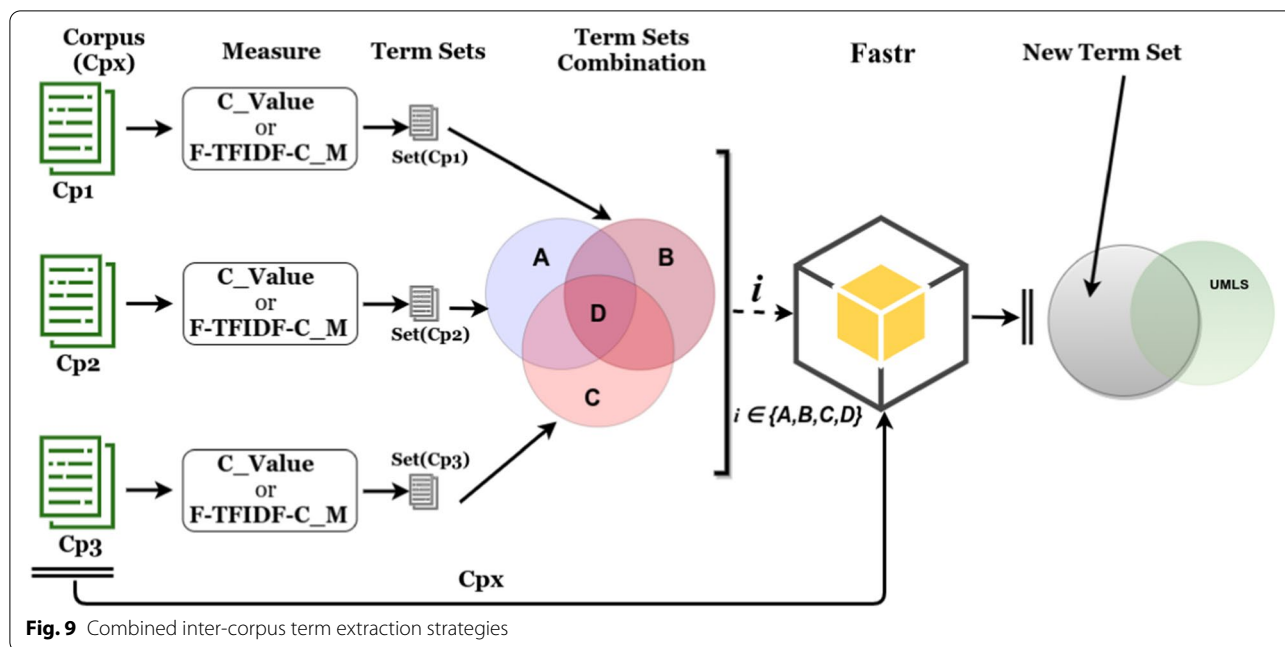 Corpus
(Cpx)
Measure
Term Sets
Term Sets
Combination
Fastr
New Term Set
C_Value
or
F-TFIDF-C_M
Set(Cp1)
Cp1
A
B
C_Value
or
F-TFIDF-C_M
Set(Cp2)
Cp2
D
C
i
i ∈ {A,B,C,D}
UMLS
C_Value
or
F-TFIDF-C_M
Set(Cp3)
Cp3
Cpx
Fig. 9 Combined inter-corpus term extraction strategies